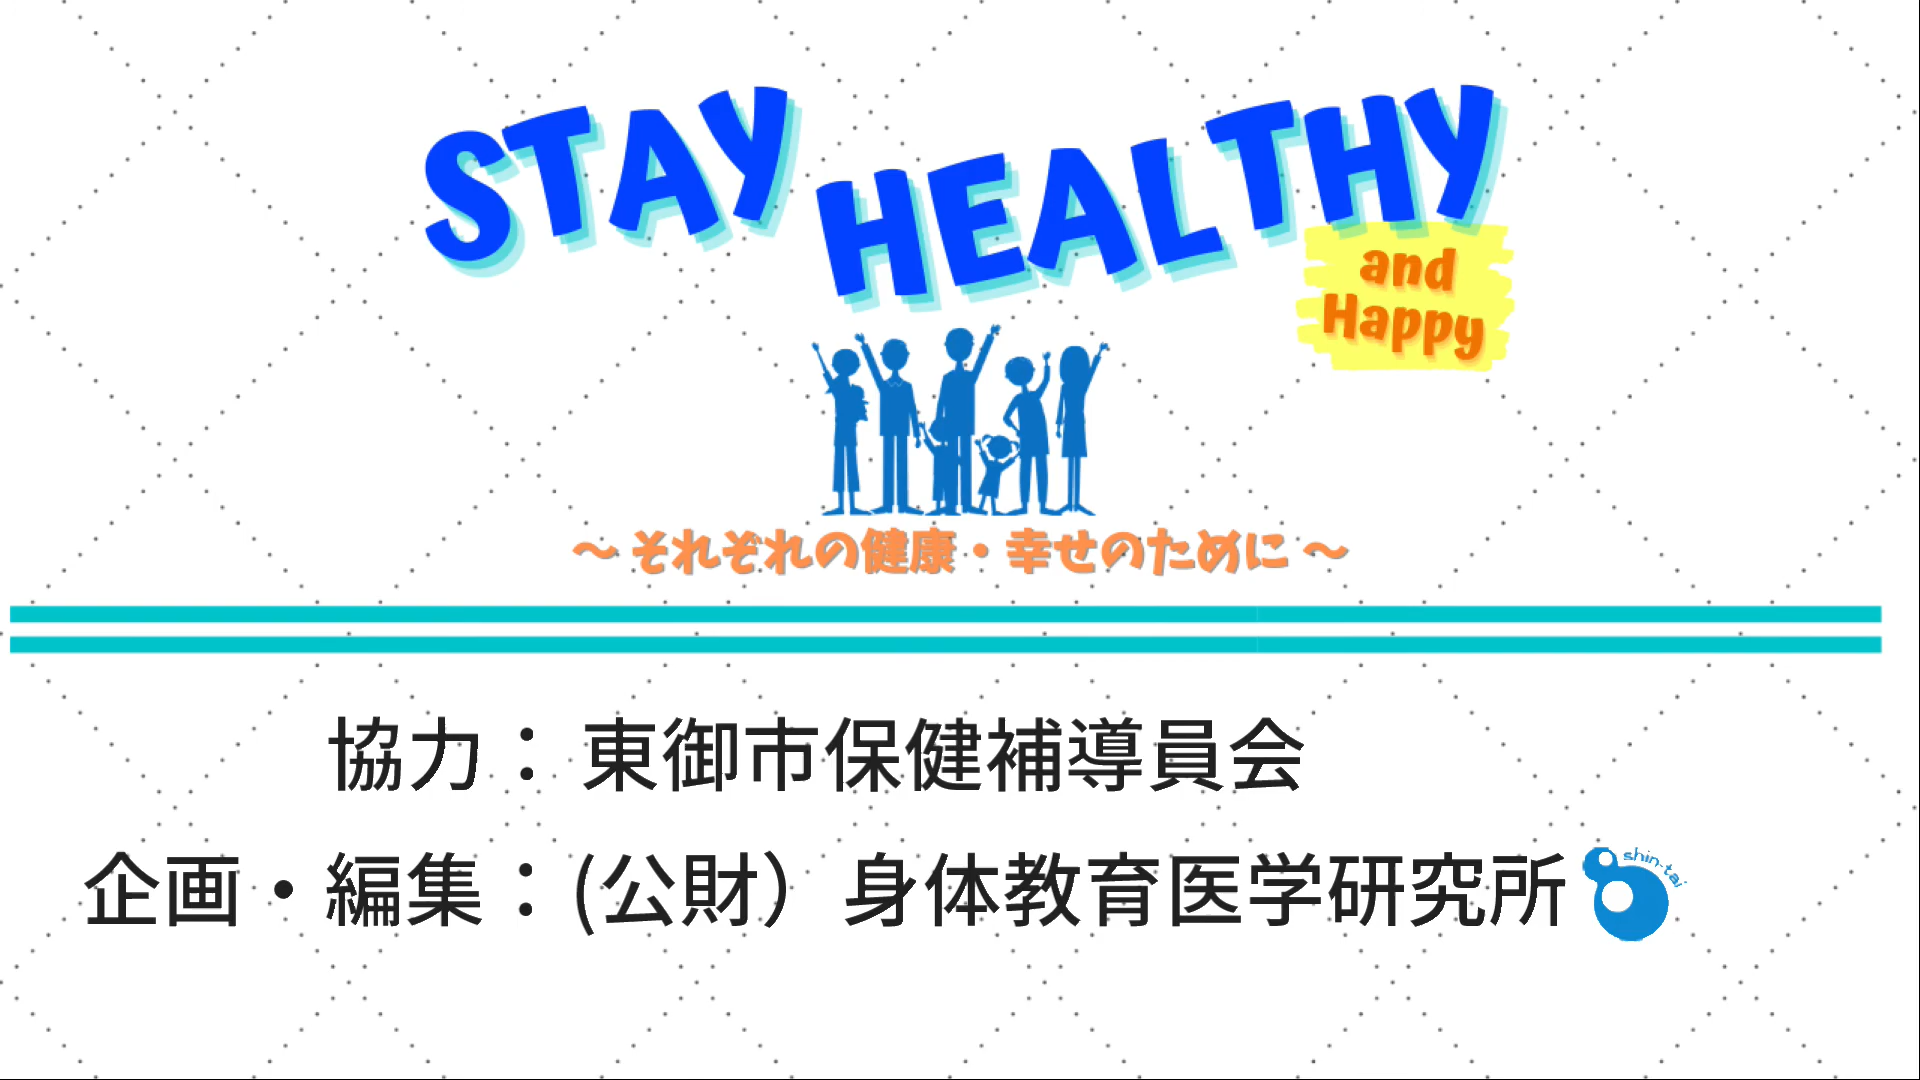 STAY HEALTHY
and
Happy
～ それぞれの健康・幸せのために ～
協力：東御市保健補導員会
企画・編集：(公財）身体教育医学研究所
shin-tai